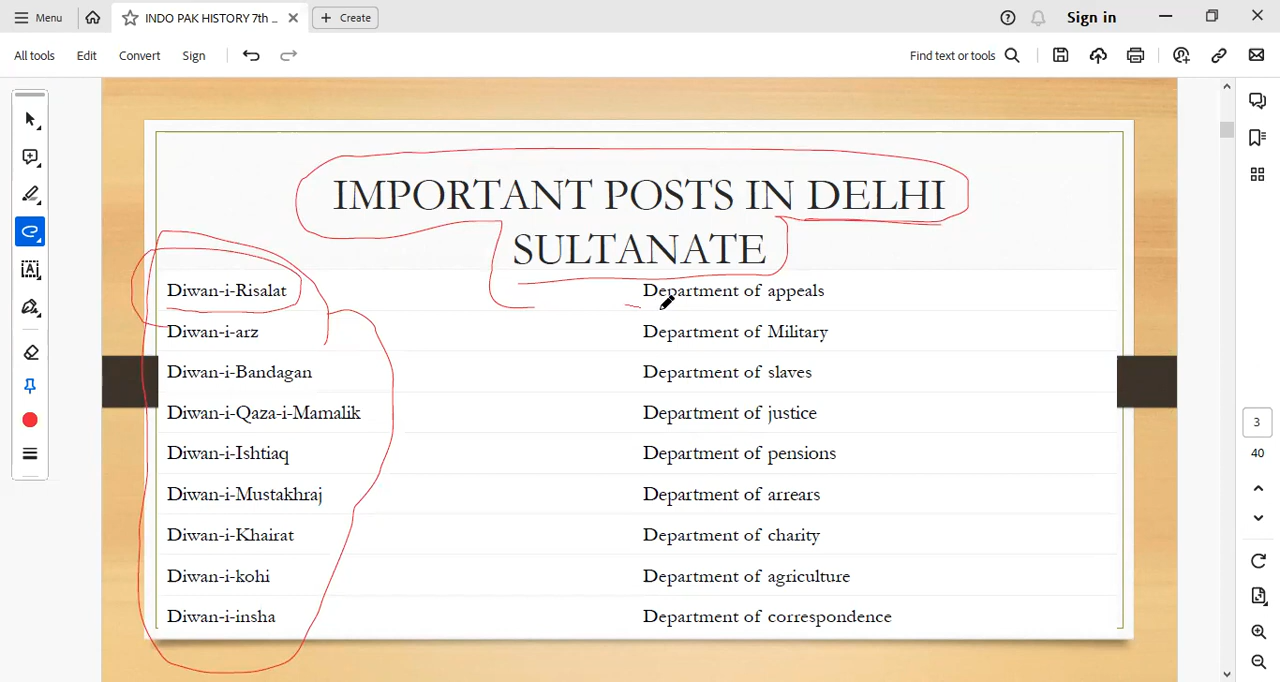 Menu
INDO PAK HISTORY 7th ...
Create
Sign in
All tools
Edit
Convert
Sign
Find text or tools
IMPORTANT POSTS IN DELHI
SULTANATE
Diwan-i-Risalat Department of appeals
Diwan-i-arz Department of Military
Diwan-i-Bandagan Department of slaves
Diwan-i-Qaza-i-Mamalik Department of justice
Diwan-i-Ishtiaq Department of pensions
Diwan-i-Mustakhraj Department of arrears
Diwan-i-Khairat Department of charity
Diwan-i-kohi Department of agriculture
Diwan-i-insha Department of correspondence
3
40